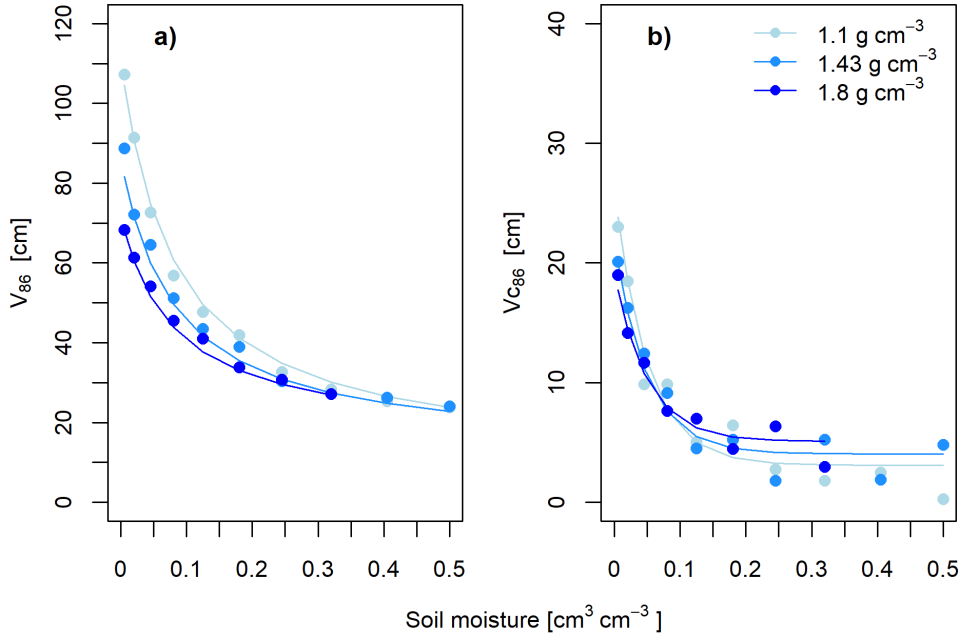 a)
V₈₆ [cm]
120
100
80
60
40
20
0
0 0.1 0.2 0.3 0.4 0.5
b)
1.1 g cm⁻³
1.43 g cm⁻³
1.8 g cm⁻³
Vc₈₆ [cm]
40
30
20
10
0
0 0.1 0.2 0.3 0.4 0.5
Soil moisture [cm³ cm⁻³ ]